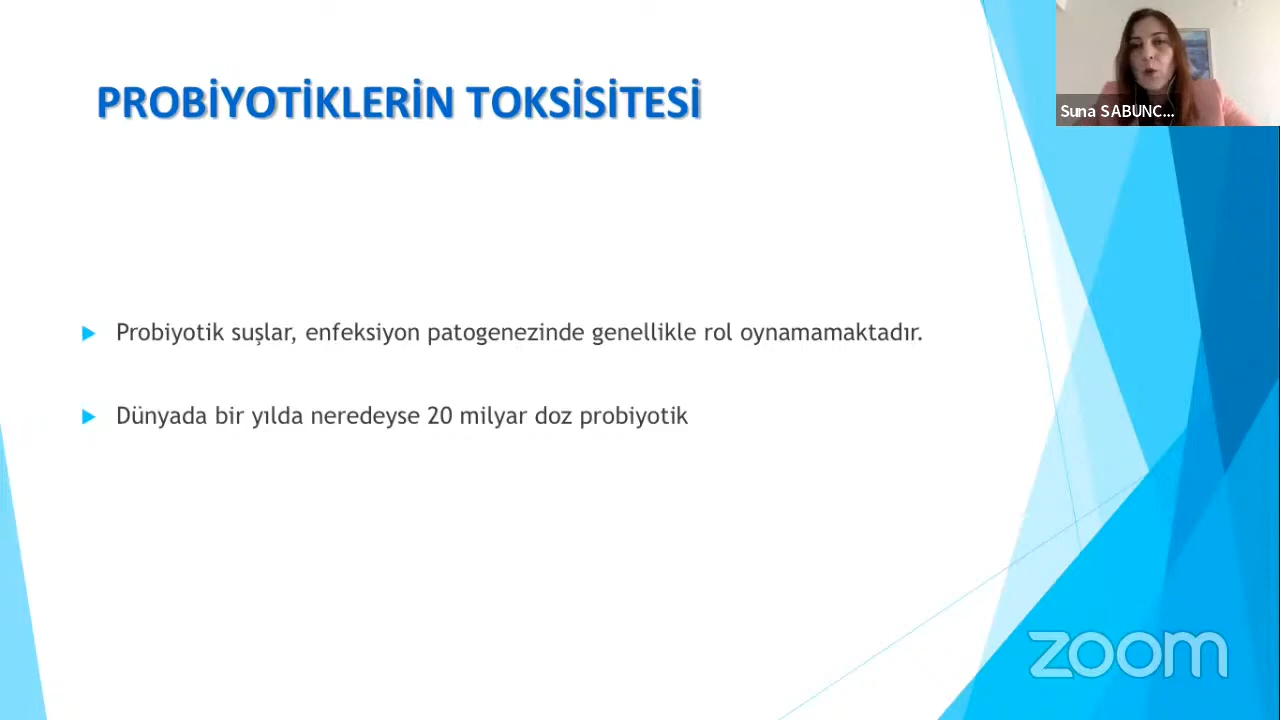 PROBİYOTİKLERİN TOKSİSİTESİ
Suna SABUNC...
Probiyotik suşlar, enfeksiyon patogenezinde genellikle rol oynamamaktadır.
Dünyada bir yılda neredeyse 20 milyar doz probiyotik
zoom